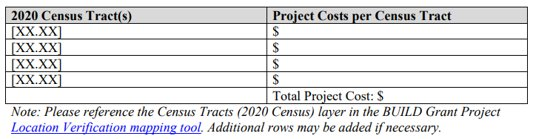 2020 Census Tract(s) Project Costs per Census Tract
[XX.XX] $
[XX.XX] $
[XX.XX] $
[XX.XX] $
Total Project Cost: $
Note: Please reference the Census Tracts (2020 Census) layer in the BUILD Grant Project
Location Verification mapping tool. Additional rows may be added if necessary.